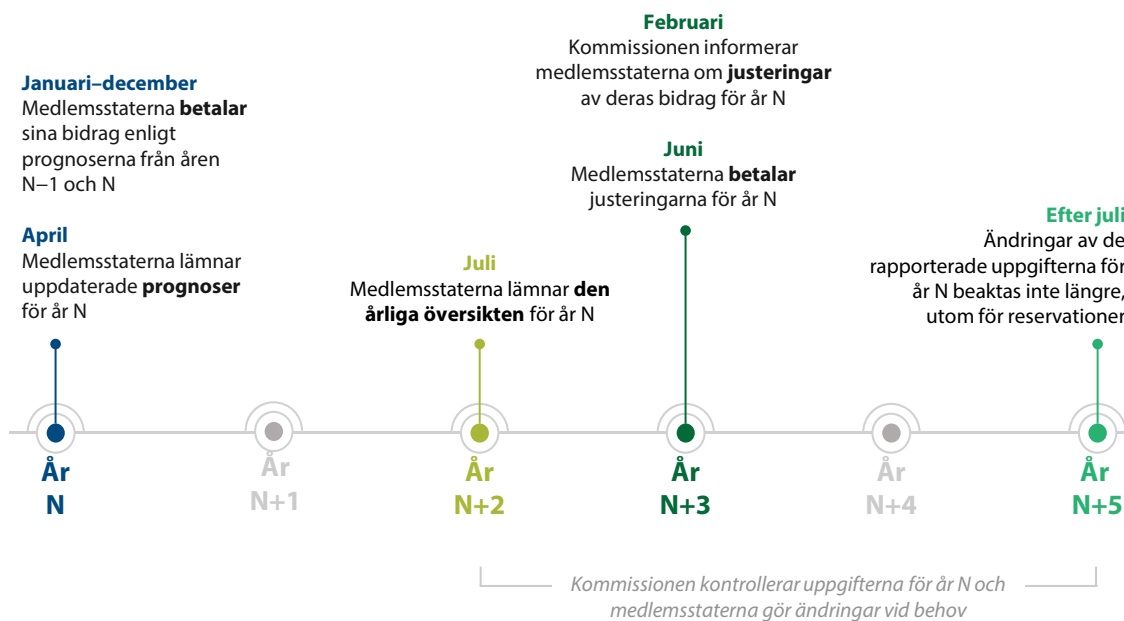 Januari–december
Medlemsstaterna betalar
sina bidrag enligt
prognoserna från åren
N–1 och N
April
Medlemsstaterna lämnar
uppdaterade prognoser
för år N
Juli
Medlemsstaterna lämnar den
årliga översikten för år N
Februari
Kommissionen informerar
medlemsstaterna om justeringar
av deras bidrag för år N
Juni
Medlemsstaterna betalar
justeringarna för år N
Efter juli
Ändringar av de
rapporterade uppgifterna för
år N beaktas inte längre,
utom för reservationer
År
N
År
N+1
År
N+2
År
N+3
År
N+4
År
N+5
Kommissionen kontrollerar uppgifterna för år N och
medlemsstaterna gör ändringar vid behov